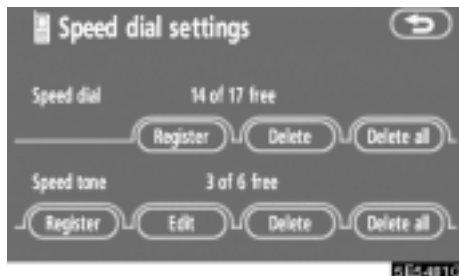 Speed dial settings
Speed dial 14 of 17 free
Register Delete Delete all
Speed tone 3 of 6 free
Register Edit Delete Delete all